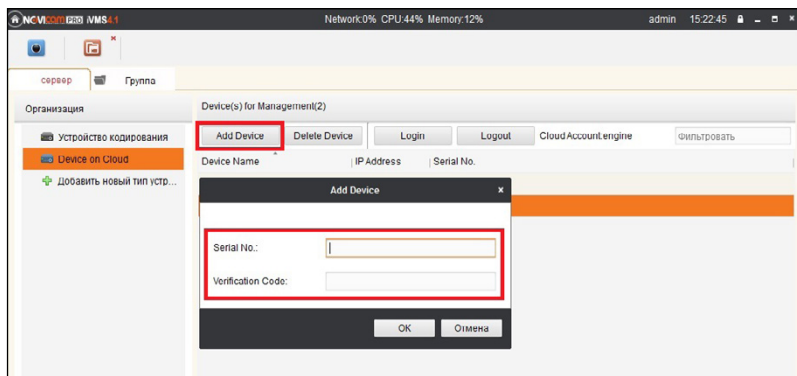 NOVICOM PRO iVMS4.1 Network:0% CPU:44% Memory:12% admin 15:22:45
сервер Группа
Организация Device(s) for Management(2)
Устройство кодирования Add Device Delete Device Login Logout Cloud Account:engine Фильтровать
Device on Cloud Device Name IP Address Serial No.
Добавить новый тип устр...
Add Device
Serial No.:
Verification Code:
OK Отмена